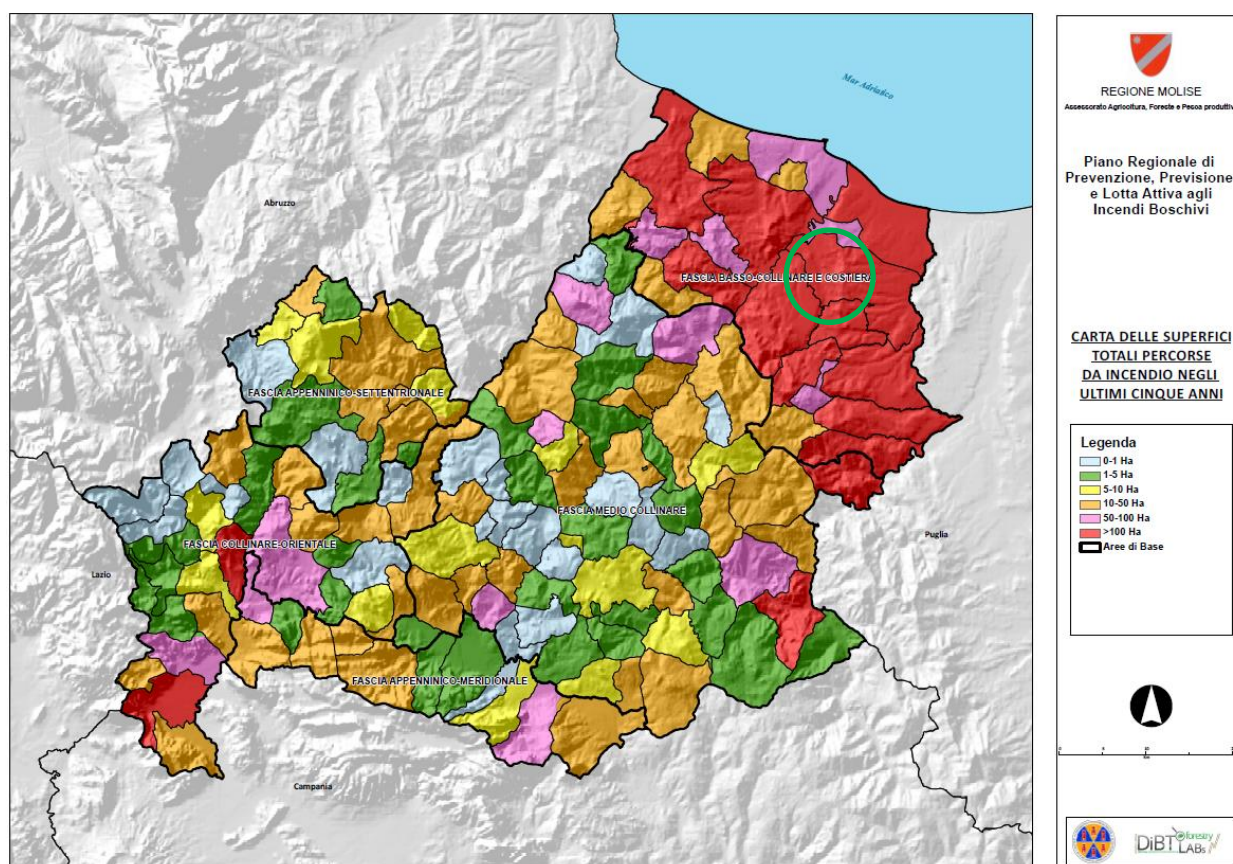 Mar Adriatico
Abruzzo
FASCIA BASSO-COLLINARE E COSTIERA
FASCIA APPENNINICO-SETTENTRIONALE
FASCIA MEDIO COLLINARE
FASCIA COLLINARE-ORIENTALE
Puglia
Lazio
FASCIA APPENNINICO-MERIDIONALE
Campania
REGIONE MOLISE
Assessorato Agricoltura, Foreste e Pesca produttiv
Piano Regionale di
Prevenzione, Previsione
e Lotta Attiva agli
Incendi Boschivi
CARTA DELLE SUPERFICI
TOTALI PERCORSE
DA INCENDIO NEGLI
ULTIMI CINQUE ANNI
Legenda
0-1 Ha
1-5 Ha
5-10 Ha
10-50 Ha
50-100 Ha
>100 Ha
Aree di Base
DiBT forestry
LABs